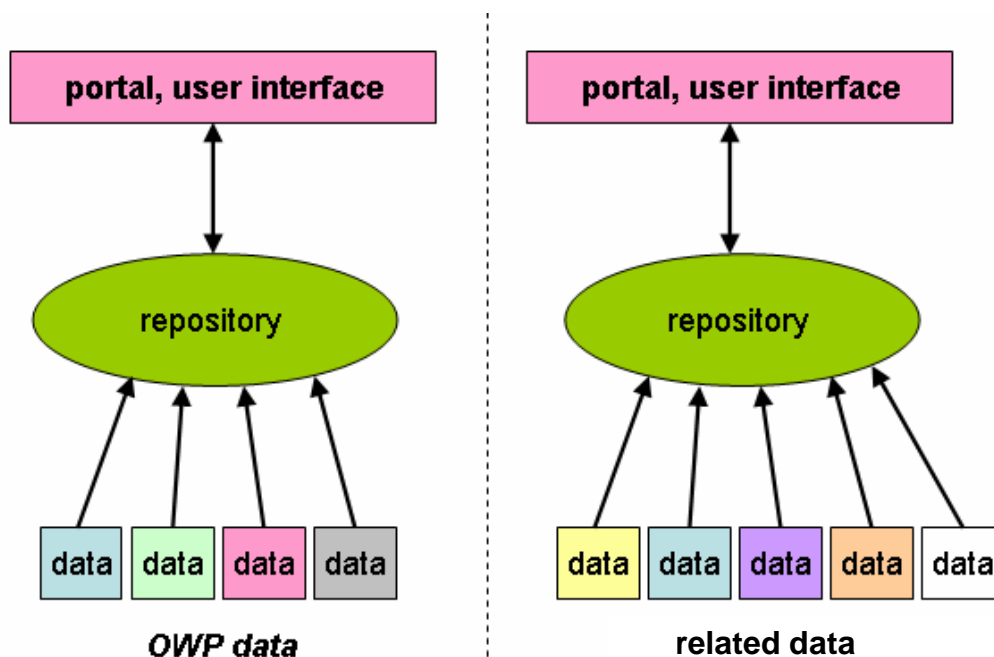 portal, user interface
repository
data data data data
OWP data
portal, user interface
repository
data data data data data
related data